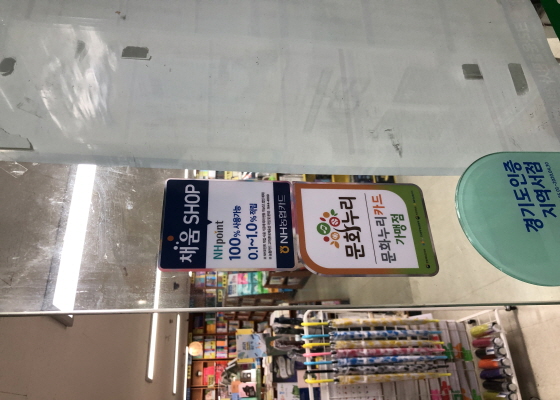 채움 SHOP
NHpoint
100% 사용가능
0.1~1.0% 적립
NH농협카드
문화누리
문화누리카드
가맹점
경기도인증
지역서점